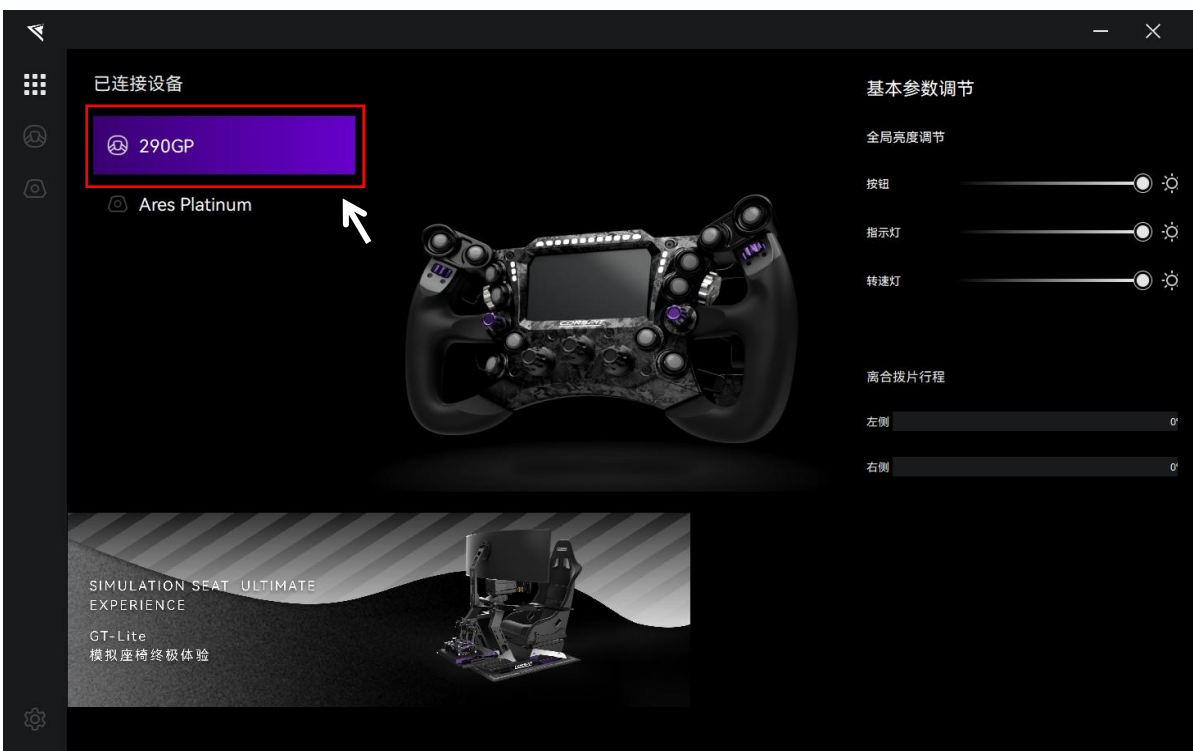 已连接设备
290GP
Ares Platinum
基本参数调节
全局亮度调节
按钮
指示灯
转速灯
离合拨片行程
左侧
右侧
SIMULATION SEAT ULTIMATE
EXPERIENCE
GT-Lite
模拟座椅终极体验